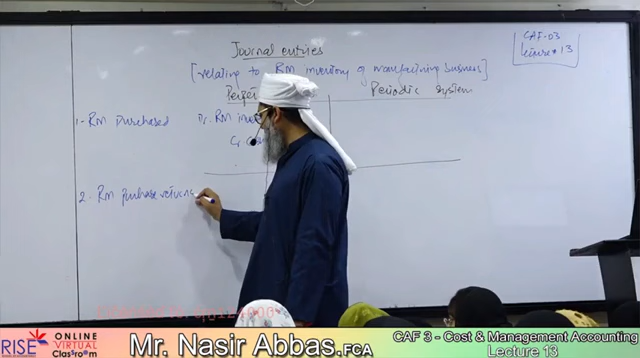 CAF-03
Lecture # 13
Journal entries
[relating to RM inventory of manufacturing business]
Periodic system
1- RM Purchased
Dr. RM
Cr.
2. RM purchase returns
RISE
ONLINE
VIRTUAL
Classroom
Mr. Nasir Abbas.FCA
CAF 3 - Cost & Management Accounting
Lecture 13